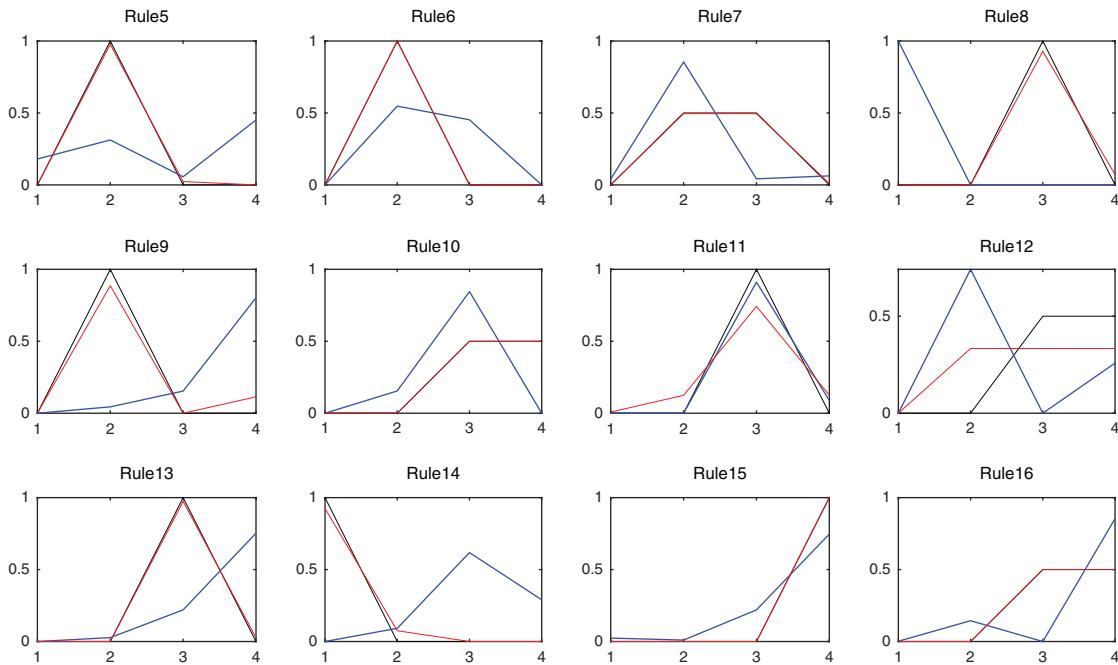 Rule5 Rule6 Rule7 Rule8
1 1 1 1
0.5 0.5 0.5 0.5
0 0 0 0
1 2 3 4 1 2 3 4 1 2 3 4 1 2 3 4
Rule9 Rule10 Rule11 Rule12
1 1 1
0.5 0.5 0.5 0.5
0 0 0 0
1 2 3 4 1 2 3 4 1 2 3 4 1 2 3 4
Rule13 Rule14 Rule15 Rule16
1 1 1 1
0.5 0.5 0.5 0.5
0 0 0 0
1 2 3 4 1 2 3 4 1 2 3 4 1 2 3 4